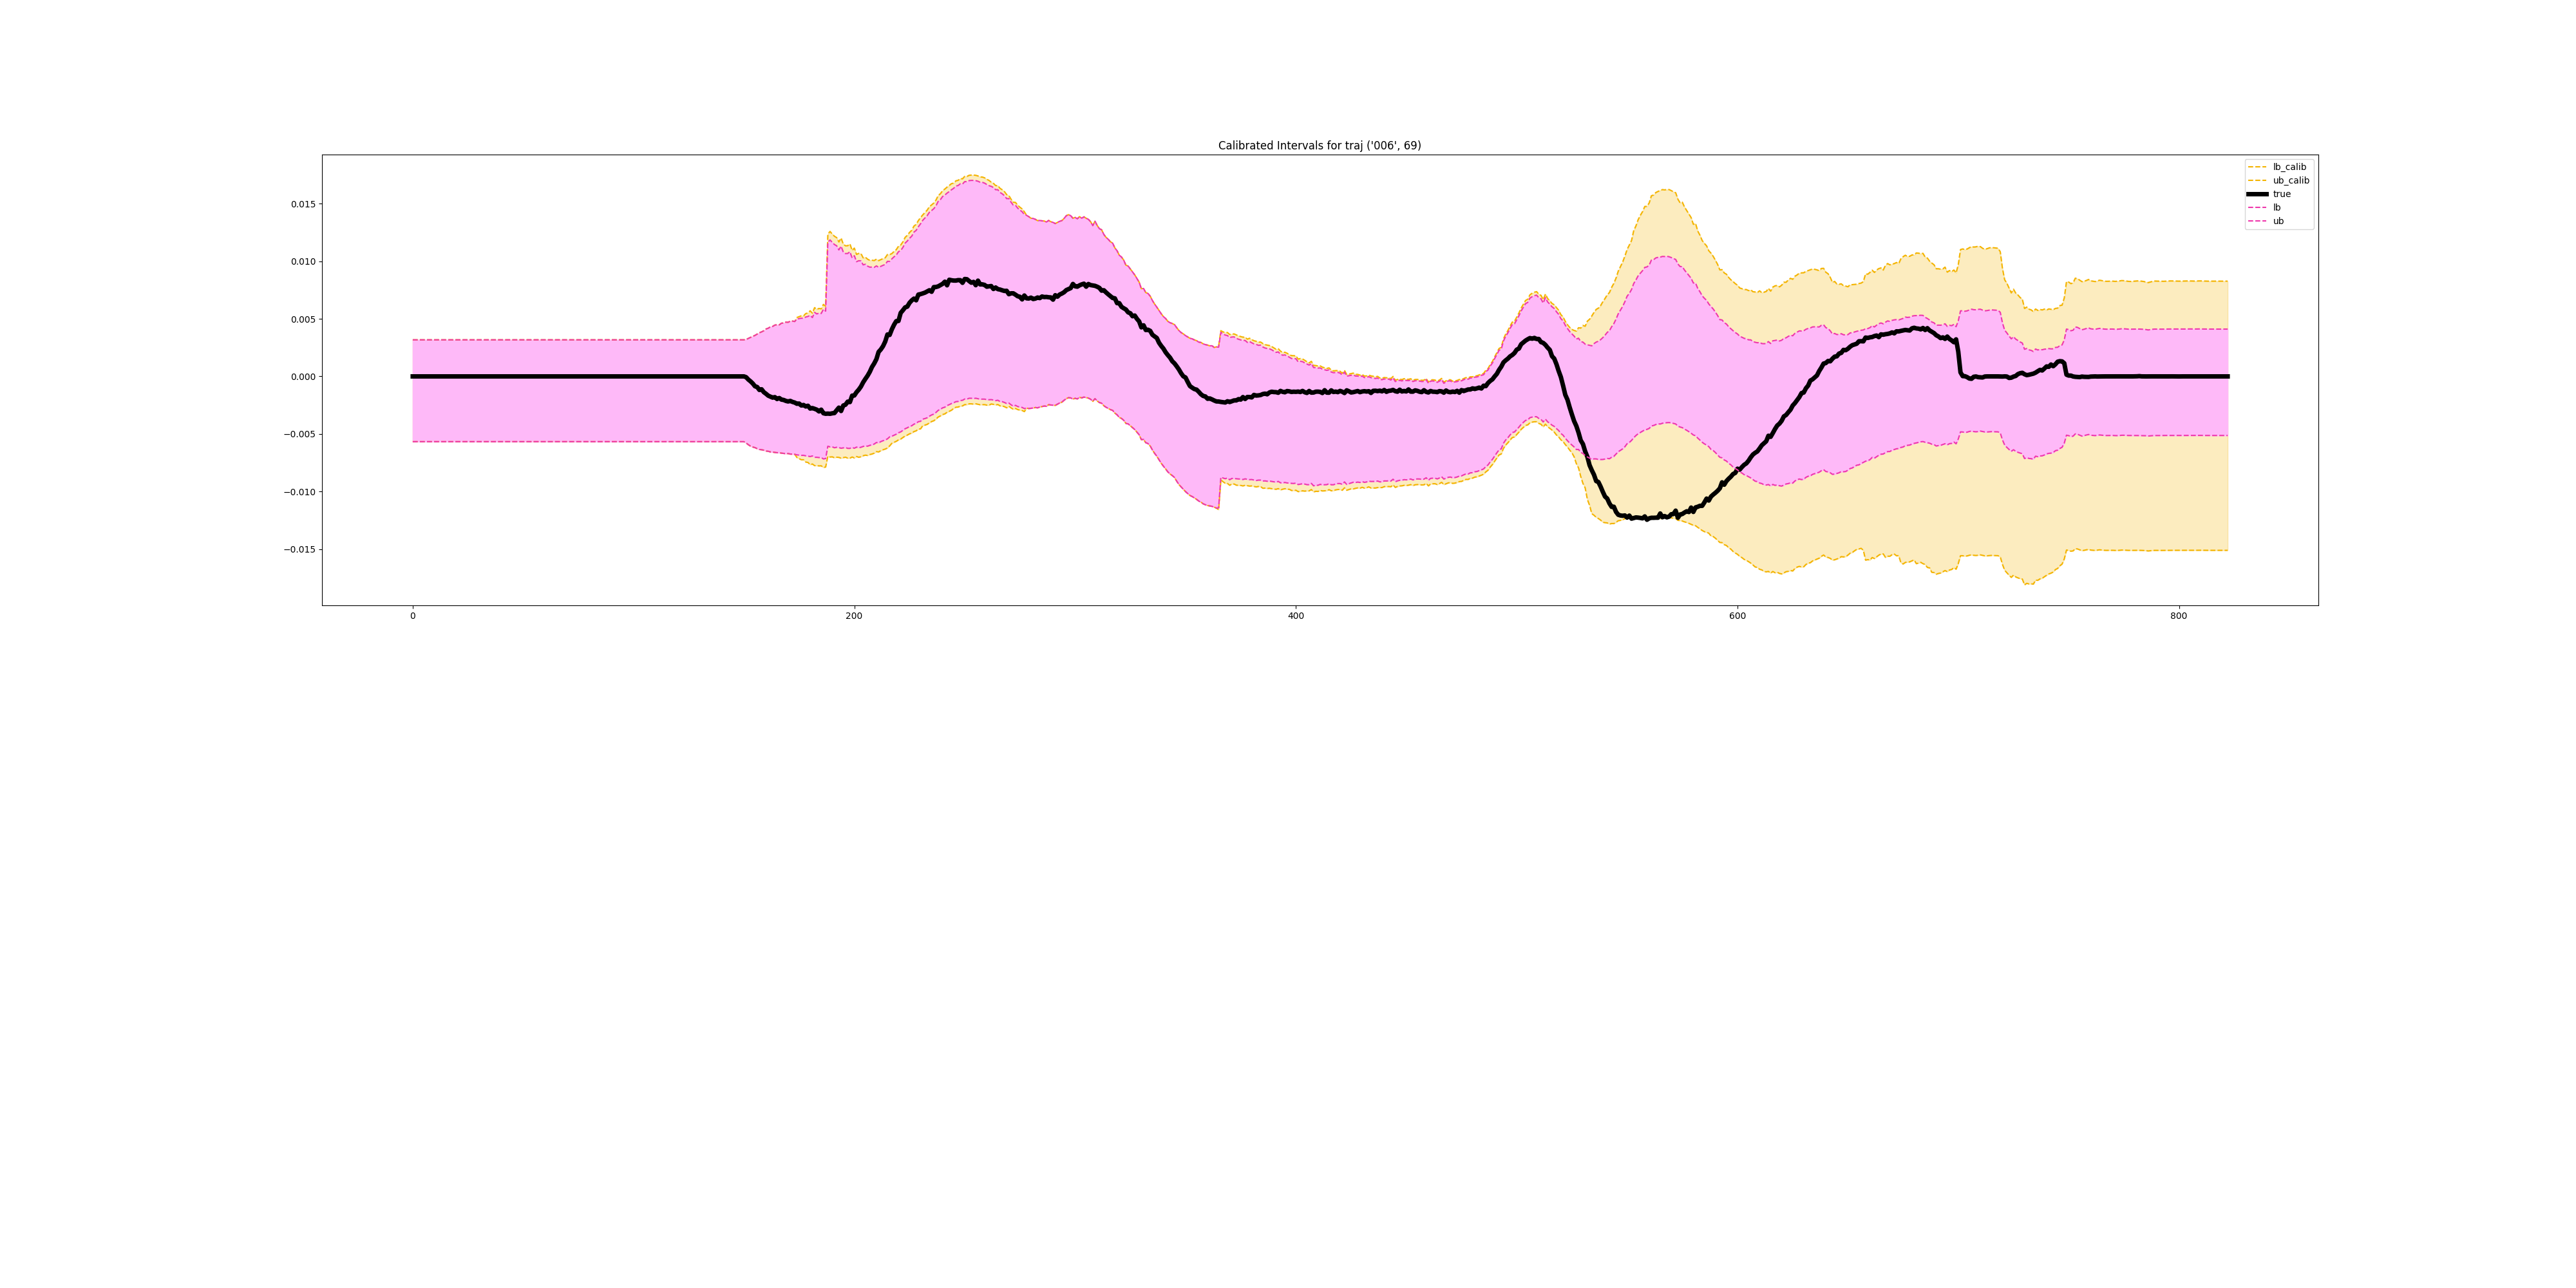 Calibrated Intervals for traj ('006', 69)
lb_calib
ub_calib
true
lb
ub
0.015
0.010
0.005
0.000
−0.005
−0.010
−0.015
0 200 400 600 800